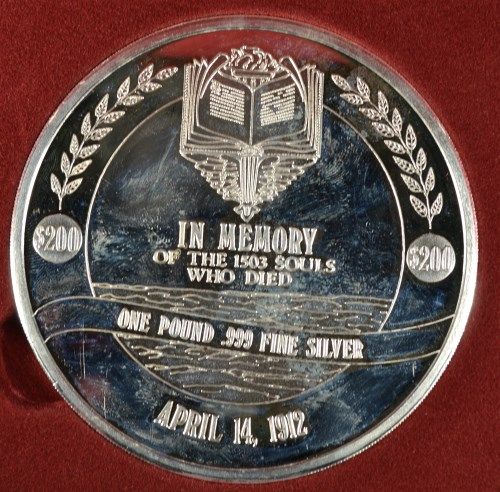 IN MEMORY
OF THE 1503 SOULS
WHO DIED
$200
$200
ONE POUND .999 FINE SILVER
APRIL 14, 1912